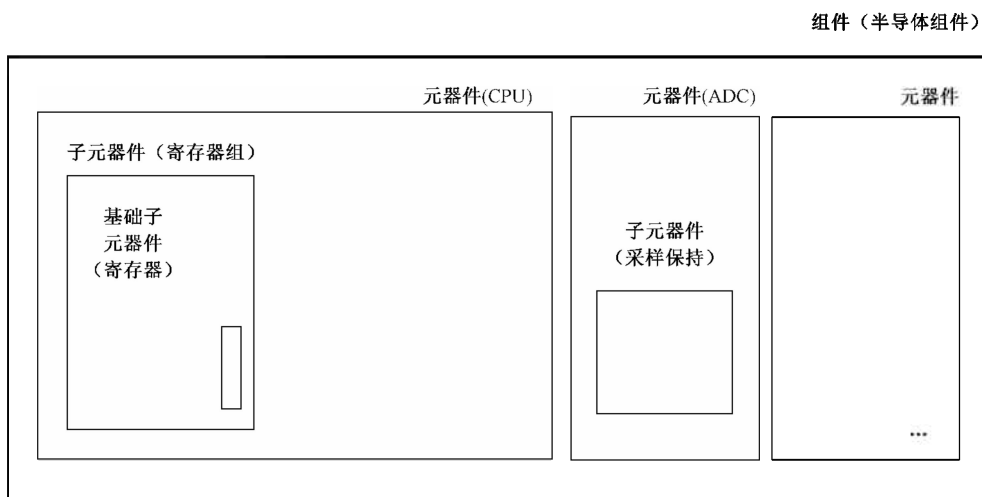 组件（半导体组件）
元器件(CPU)
元器件(ADC)
元器件
子元器件（寄存器组）
基础子
元器件
（寄存器）
子元器件
（采样保持）
...